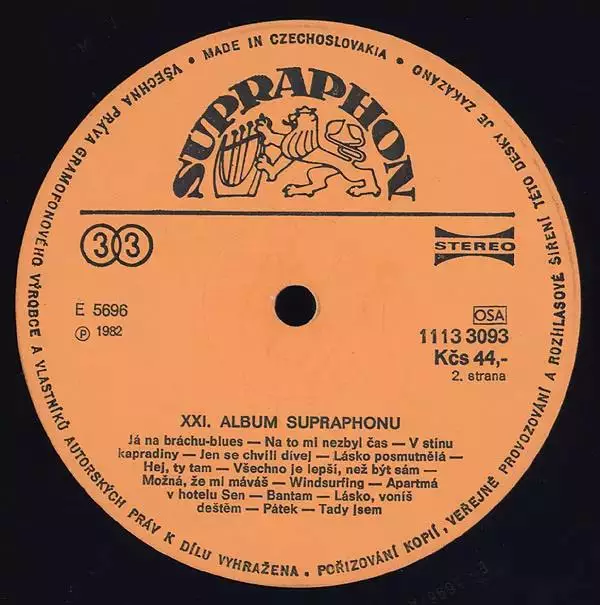 VŠECHNA PRÁVA GRAMOFONOVÉHO VÝROBCE A VLASTNÍKŮ AUTORSKÝCH PRÁV K DÍLU VYHRAŽENA • POŘIZOVÁNÍ KOPIÍ, VEŘEJNÉ PROVOZOVÁNÍ A ROZHLASOVÉ ŠÍŘENÍ TÉTO DESKY JE ZAKÁZÁNO • MADE IN CZECHOSLOVAKIA •
SUPRAPHON
33
STEREO
E 5696
℗ 1982
OSA
1113 3093
Kčs 44,-
2. strana
XXI. ALBUM SUPRAPHONU
Já na bráchu-blues — Na to mi nezbyl čas — V stínu
kapradiny — Jen se chvíli dívej — Lásko posmutnělá —
Hej, ty tam — Všechno je lepší, než být sám —
Možná, že mi máváš — Windsurfing — Apartmá
v hotelu Sen — Bantam — Lásko, voníš
deštěm — Pátek — Tady jsem